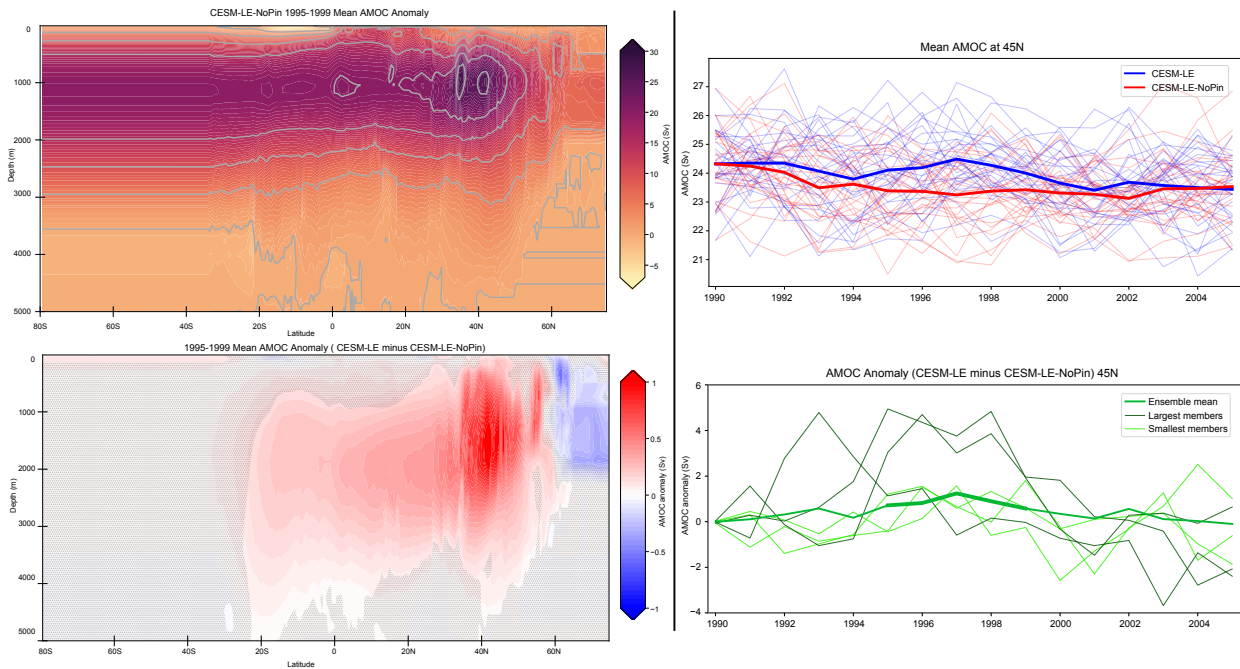 CESM-LE-NoPin 1995-1999 Mean AMOC Anomaly
0
1000
2000
3000
4000
5000
Depth (m)
80S
60S
40S
20S
0
20N
40N
60N
Latitude
30
25
20
15
10
5
0
−5
AMOC (Sv)
1995-1999 Mean AMOC Anomaly ( CESM-LE minus CESM-LE-NoPin)
0
1000
2000
3000
4000
5000
Depth (m)
80S
60S
40S
20S
0
20N
40N
60N
Latitude
1
0.5
0
−0.5
−1
AMOC anomaly (Sv)
Mean AMOC at 45N
CESM-LE
CESM-LE-NoPin
27
26
25
24
23
22
21
AMOC (Sv)
1990
1992
1994
1996
1998
2000
2002
2004
AMOC Anomaly (CESM-LE minus CESM-LE-NoPin) 45N
Ensemble mean
Largest members
Smallest members
6
4
2
0
−2
−4
AMOC anomaly (Sv)
1990
1992
1994
1996
1998
2000
2002
2004